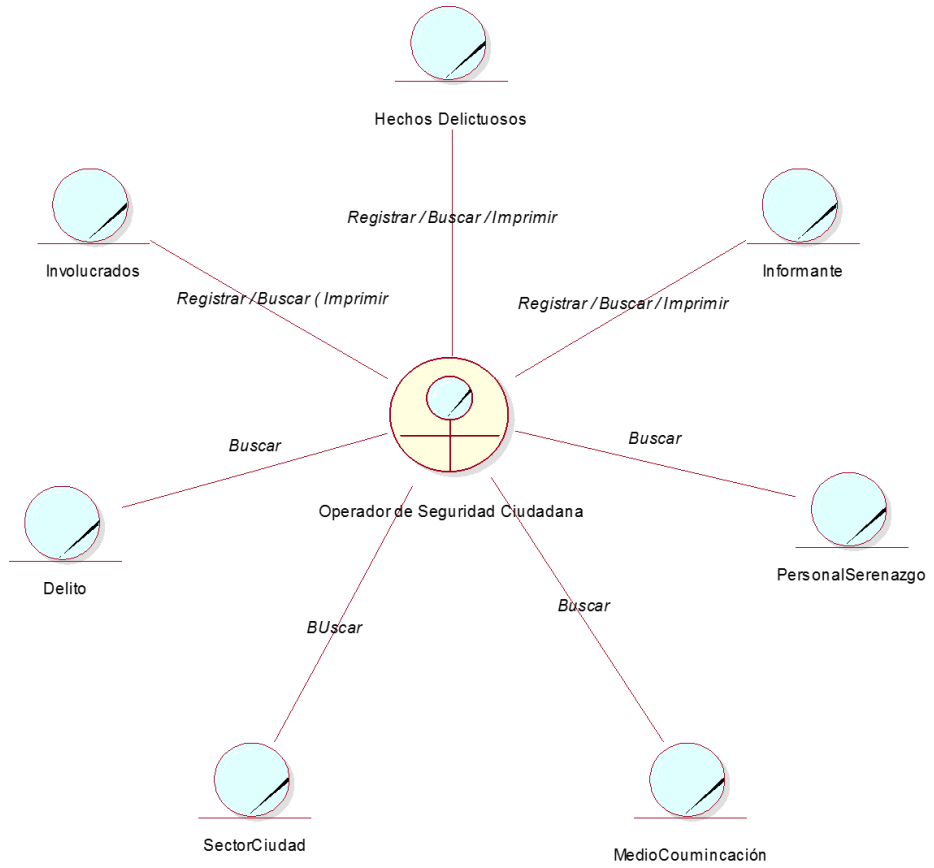 Hechos Delictuosos
Registrar / Buscar / Imprimir
Involucrados
Informante
Registrar / Buscar ( Imprimir
Registrar / Buscar / Imprimir
Buscar
Buscar
Operador de Seguridad Ciudadana
Delito
PersonalSerenazgo
BUscar
Buscar
SectorCiudad
MedioCoumincación